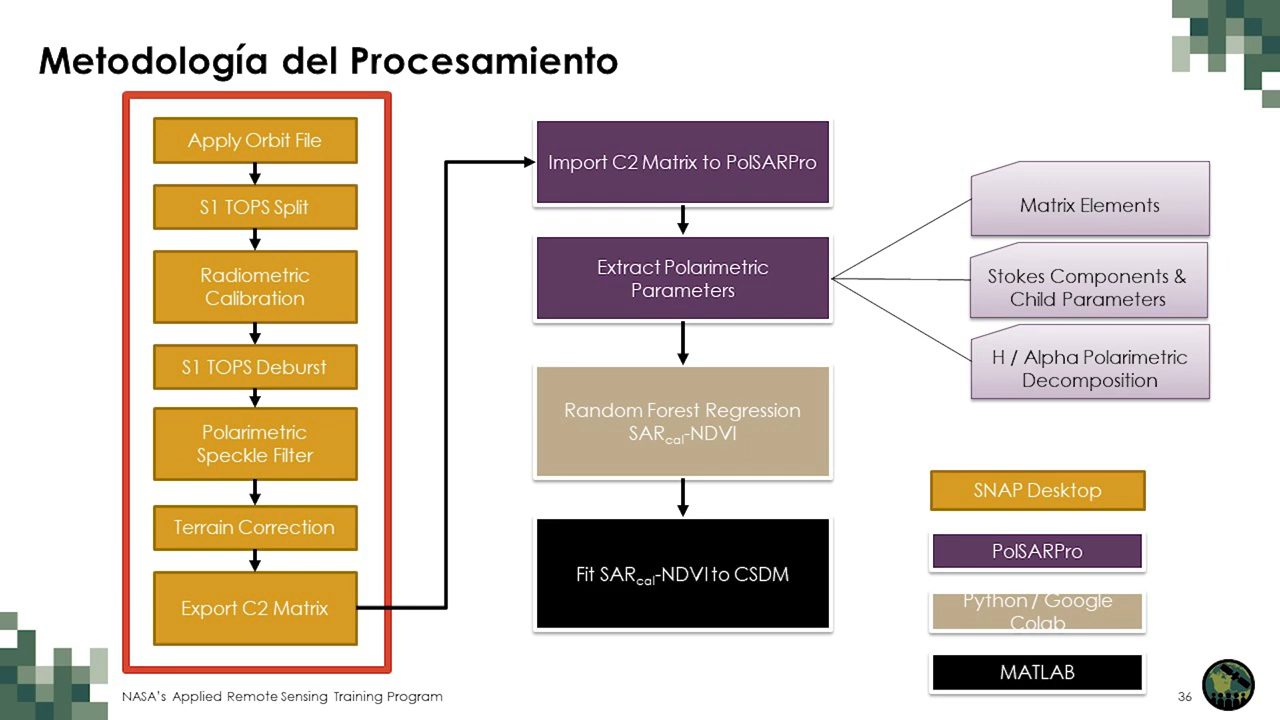 Metodología del Procesamiento
Apply Orbit File
S1 TOPS Split
Radiometric
Calibration
S1 TOPS Deburst
Polarimetric
Speckle Filter
Terrain Correction
Export C2 Matrix
Import C2 Matrix to PolSARPro
Extract Polarimetric
Parameters
Random Forest Regression
SARcal-NDVI
Fit SARcal-NDVI to CSDM
Matrix Elements
Stokes Components &
Child Parameters
H / Alpha Polarimetric
Decomposition
SNAP Desktop
PolSARPro
Python / Google
Colab
MATLAB
NASA's Applied Remote Sensing Training Program
36